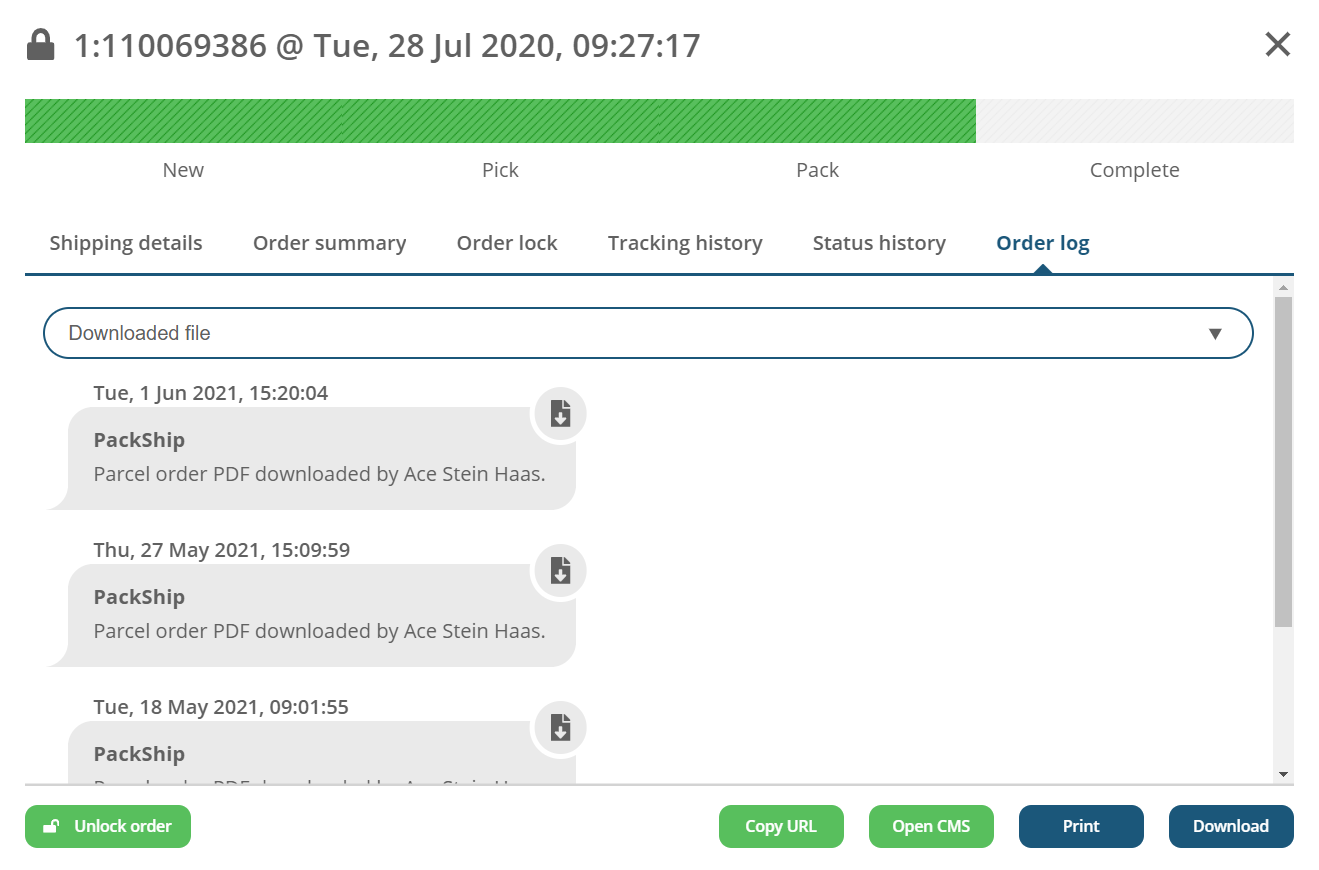 1:110069386 @ Tue, 28 Jul 2020, 09:27:17
New Pick Pack Complete
Shipping details Order summary Order lock Tracking history Status history Order log
Downloaded file
Tue, 1 Jun 2021, 15:20:04
PackShip
Parcel order PDF downloaded by Ace Stein Haas.
Thu, 27 May 2021, 15:09:59
PackShip
Parcel order PDF downloaded by Ace Stein Haas.
Tue, 18 May 2021, 09:01:55
PackShip
Unlock order Copy URL Open CMS Print Download